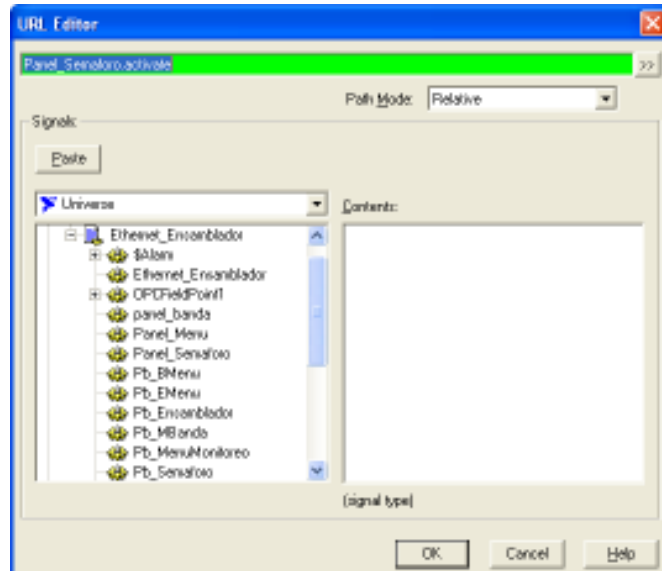 URL Editor
Panel_Semaforo.activate
>>
Path Mode: Relative
Signals:
Paste
Universe
Contents:
Ethernet_Ensamblador
$Alarm
Ethernet_Ensamblador
OPCFieldPoint1
panel_banda
Panel_Menu
Panel_Semaforo
Pb_BMenu
Pb_EMenu
Pb_Ensamblador
Pb_MBanda
Pb_MenuMonitoreo
Pb_Semaforo
(signal type)
OK Cancel Help